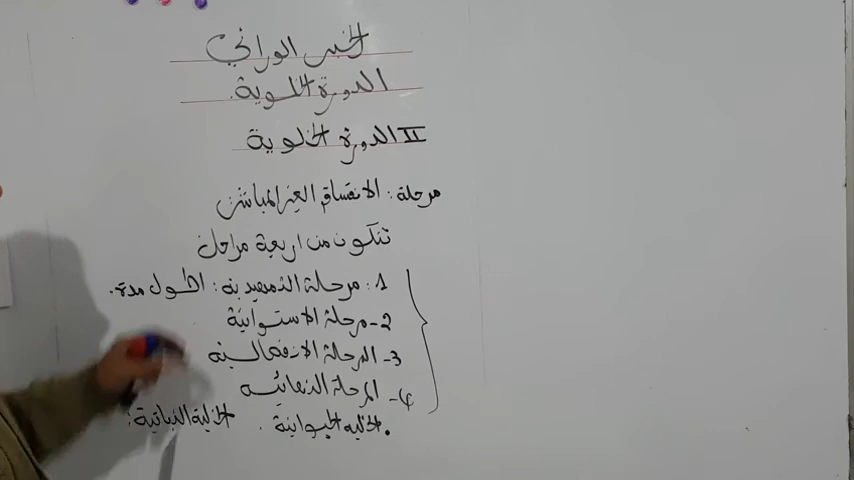 الخبر الوراثي
الدورة الخلوية.
II الدورة الخلوية
مرحلة: الانقسام الغير المباشر
تتكون من اربعة مراحل
1: مرحلة التمهيدية: اطول مدة.
2- مرحلة الاستوائية
3- المرحلة الانفصالية
4- المرحلة النهائية
. الخلية الحيوانية . الخلية النباتية: